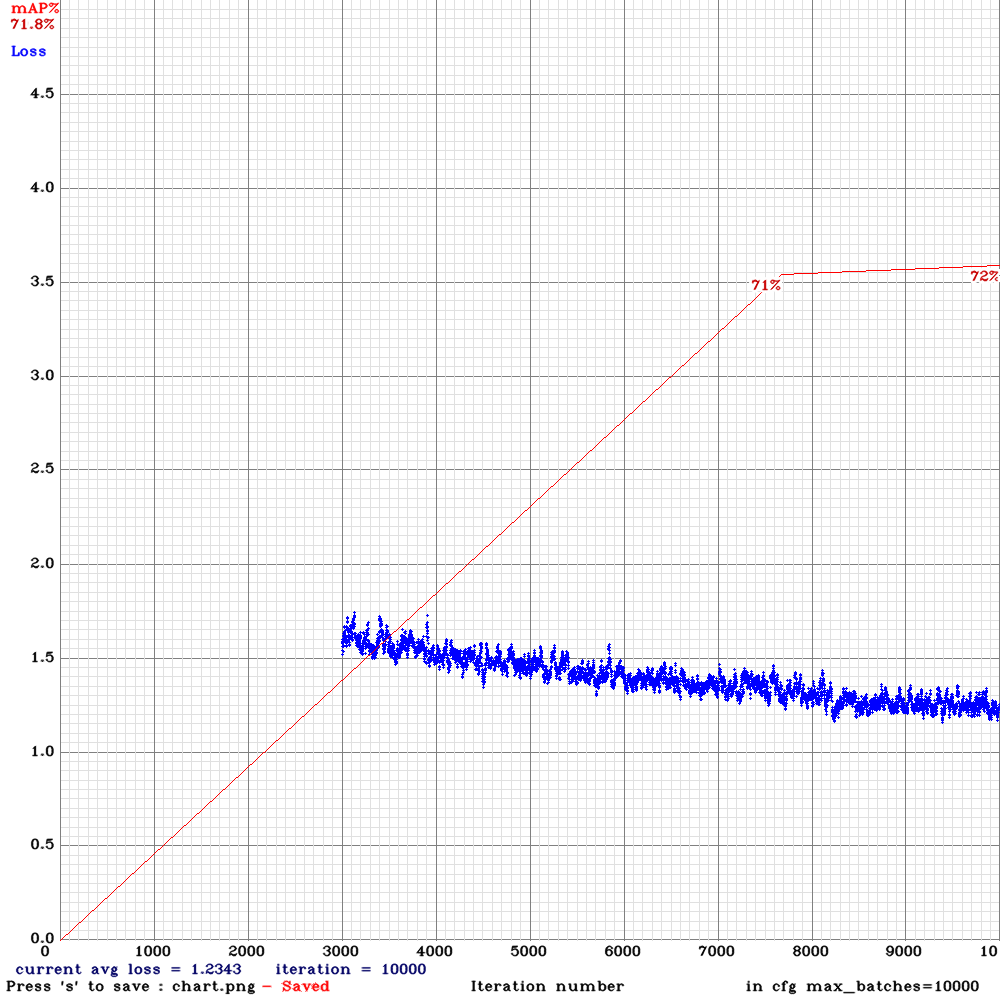 mAP%
71.8%
Loss
4.5
4.0
3.5
71%
72%
3.0
2.5
2.0
1.5
1.0
0.5
0.0
0 1000 2000 3000 4000 5000 6000 7000 8000 9000 10
current avg loss = 1.2343 iteration = 10000
Press 's' to save : chart.png - Saved Iteration number in cfg max_batches=10000